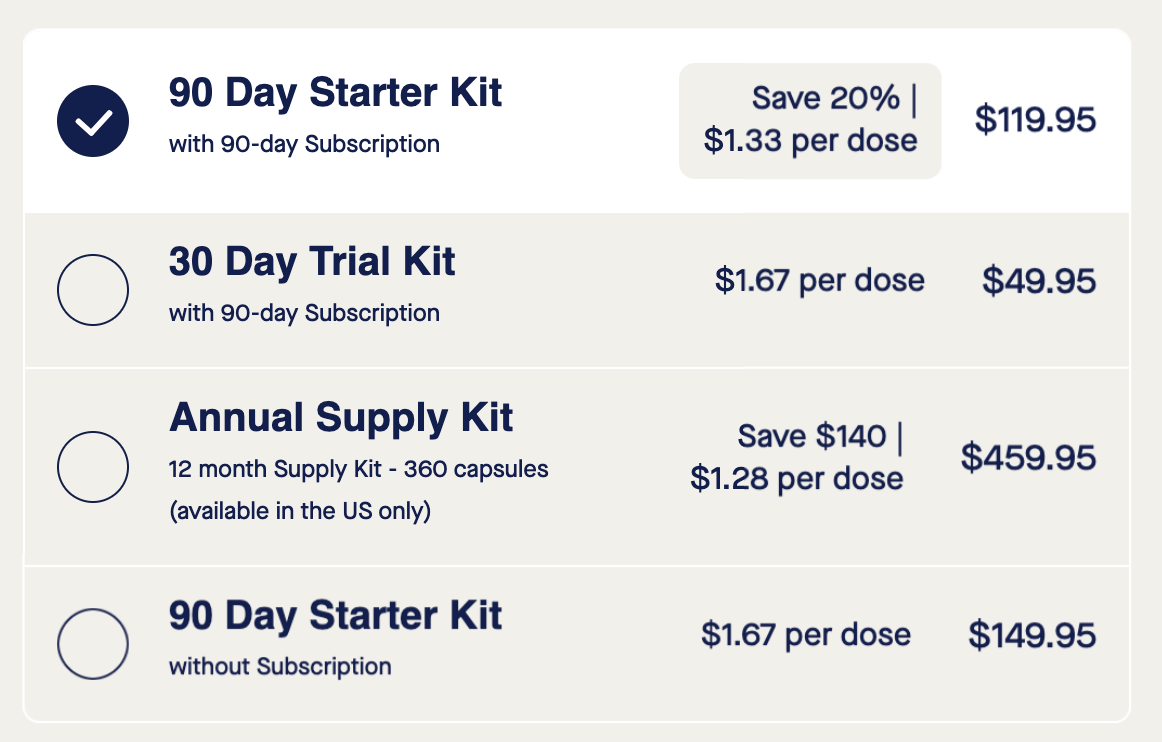 90 Day Starter Kit
with 90-day Subscription
Save 20% |
$1.33 per dose
$119.95
30 Day Trial Kit
with 90-day Subscription
$1.67 per dose
$49.95
Annual Supply Kit
12 month Supply Kit - 360 capsules
(available in the US only)
Save $140 |
$1.28 per dose
$459.95
90 Day Starter Kit
without Subscription
$1.67 per dose
$149.95